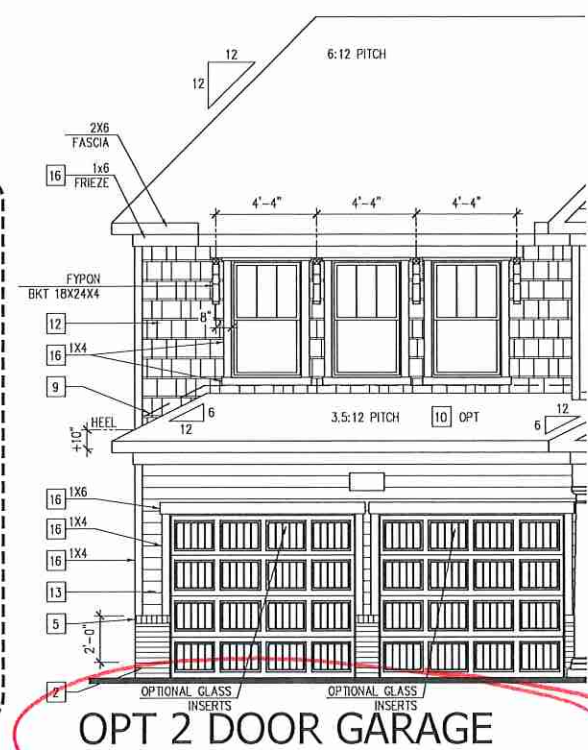 12
12
6:12 PITCH
2X6
FASCIA
16 1x6
FRIEZE
4'-4" 4'-4" 4'-4"
FYPON
BKT 18X24X4
8"
12
16 1X4
9
HEEL
+10"
6
12
3.5:12 PITCH 10 OPT
12
6
16 1X6
16 1X4
16 1X4
13
5
2'-0"
2
OPTIONAL GLASS
INSERTS
OPTIONAL GLASS
INSERTS
OPT 2 DOOR GARAGE